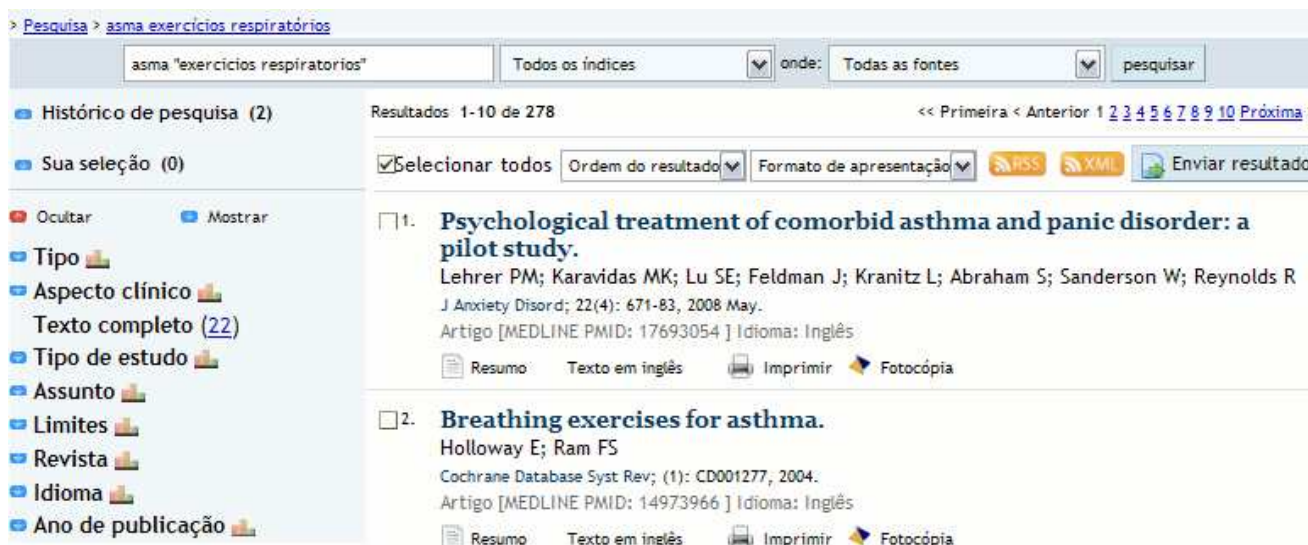 > Pesquisa > asma exercícios respiratórios
asma "exercicios respiratorios" Todos os índices onde: Todas as fontes pesquisar
Histórico de pesquisa (2)
Sua seleção (0)
Ocultar Mostrar
Tipo
Aspecto clínico
Texto completo (22)
Tipo de estudo
Assunto
Limites
Revista
Idioma
Ano de publicação
Resultados 1-10 de 278 << Primeira < Anterior 1 2 3 4 5 6 7 8 9 10 Próxima
Selecionar todos Ordem do resultado Formato de apresentação RSS XML Enviar resultado
1. Psychological treatment of comorbid asthma and panic disorder: a
pilot study.
Lehrer PM; Karavidas MK; Lu SE; Feldman J; Kranitz L; Abraham S; Sanderson W; Reynolds R
J Anxiety Disord; 22(4): 671-83, 2008 May.
Artigo [MEDLINE PMID: 17693054 ] Idioma: Inglês
Resumo Texto em inglês Imprimir Fotocópia
2. Breathing exercises for asthma.
Holloway E; Ram FS
Cochrane Database Syst Rev; (1): CD001277, 2004.
Artigo [MEDLINE PMID: 14973966 ] Idioma: Inglês
Resumo Texto em inglês Imprimir Fotocópia